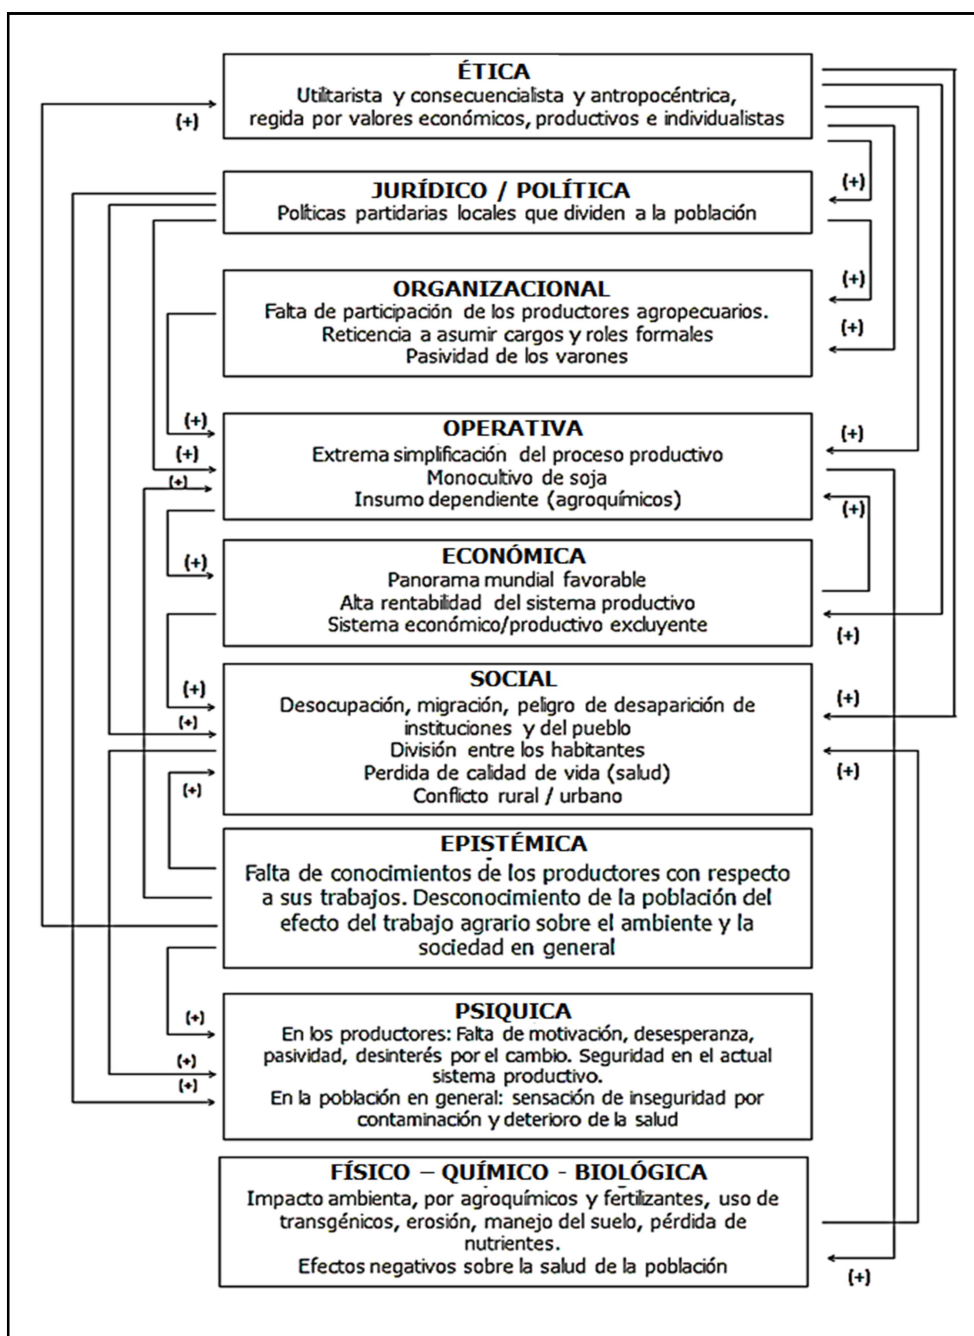 ÉTICA
Utilitarista y consecuencialista y antropocéntrica,
regida por valores económicos, productivos e individualistas
(+)
JURÍDICO / POLÍTICA
Políticas partidarias locales que dividen a la población
(+)
ORGANIZACIONAL
Falta de participación de los productores agropecuarios.
Reticencia a asumir cargos y roles formales
Pasividad de los varones
(+)
(+)
OPERATIVA
Extrema simplificación del proceso productivo
Monocultivo de soja
Insumo dependiente (agroquímicos)
(+)
(+)
(+)
(+)
(+)
ECONÓMICA
Panorama mundial favorable
Alta rentabilidad del sistema productivo
Sistema económico/productivo excluyente
(+)
(+)
SOCIAL
Desocupación, migración, peligro de desaparición de
instituciones y del pueblo
División entre los habitantes
Perdida de calidad de vida (salud)
Conflicto rural / urbano
(+)
(+)
(+)
(+)
(+)
EPISTÉMICA
Falta de conocimientos de los productores con respecto
a sus trabajos. Desconocimiento de la población del
efecto del trabajo agrario sobre el ambiente y la
sociedad en general
PSIQUICA
En los productores: Falta de motivación, desesperanza,
pasividad, desinterés por el cambio. Seguridad en el actual
sistema productivo.
En la población en general: sensación de inseguridad por
contaminación y deterioro de la salud
(+)
(+)
(+)
FÍSICO – QUÍMICO - BIOLÓGICA
Impacto ambienta, por agroquímicos y fertilizantes, uso de
transgénicos, erosión, manejo del suelo, pérdida de
nutrientes.
Efectos negativos sobre la salud de la población
(+)